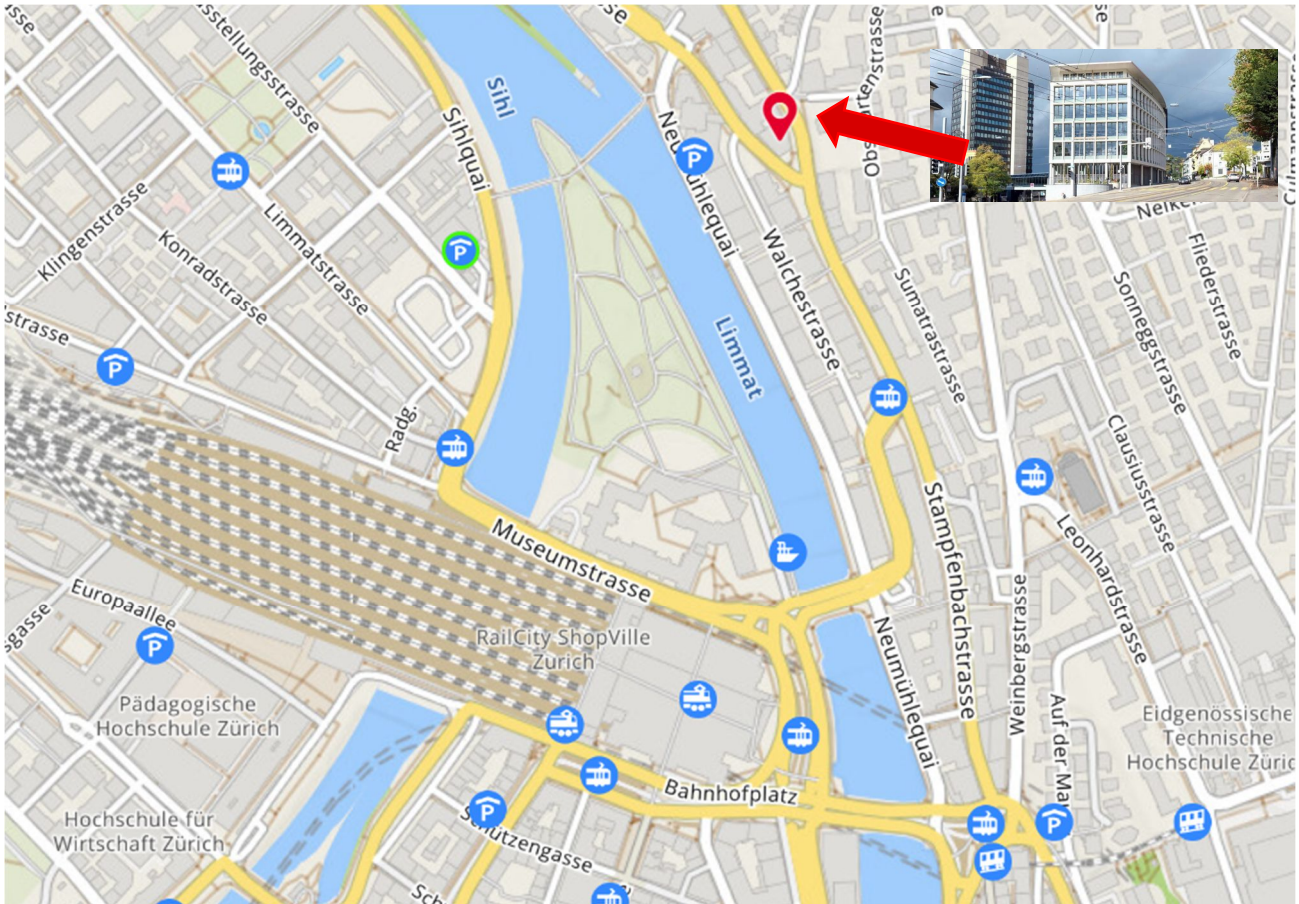 sstellungsstrasse
Sihl
Sihlquai
Klingenstrasse
Konradstrasse
Limmatstrasse
strasse
Radg.
Neumühlequai
Walchestrasse
Limmat
Sumatrastrasse
Fliederstrasse
Sonneggstrasse
Clausiusstrasse
Leonhardstrasse
Stampfenbachstrasse
Weinbergstrasse
Museumstrasse
RailCity ShopVille
Zürich
Europaallee
Pädagogische
Hochschule Zürich
Hochschule für
Wirtschaft Zürich
Bahnhofplatz
Schützengasse
Neumühlequai
Auf der Mau
Eidgenössische
Technische
Hochschule Züric
P
P
P
P
P
P